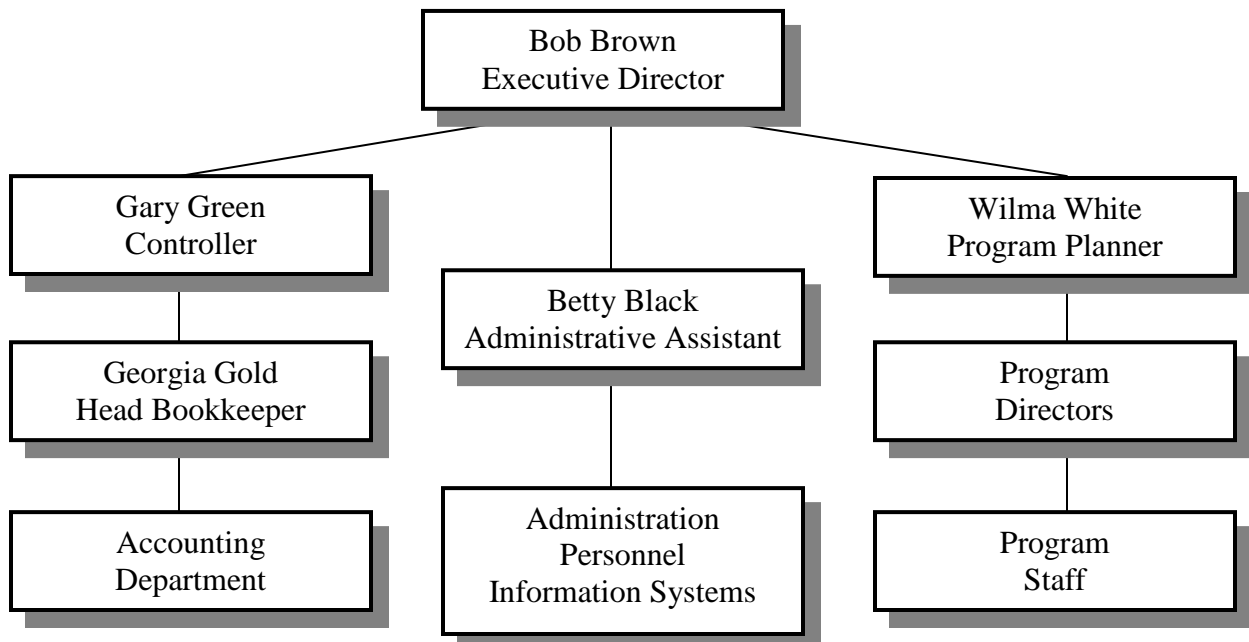 Bob Brown
Executive Director
Gary Green
Controller
Wilma White
Program Planner
Betty Black
Administrative Assistant
Georgia Gold
Head Bookkeeper
Program
Directors
Accounting
Department
Administration
Personnel
Information Systems
Program
Staff